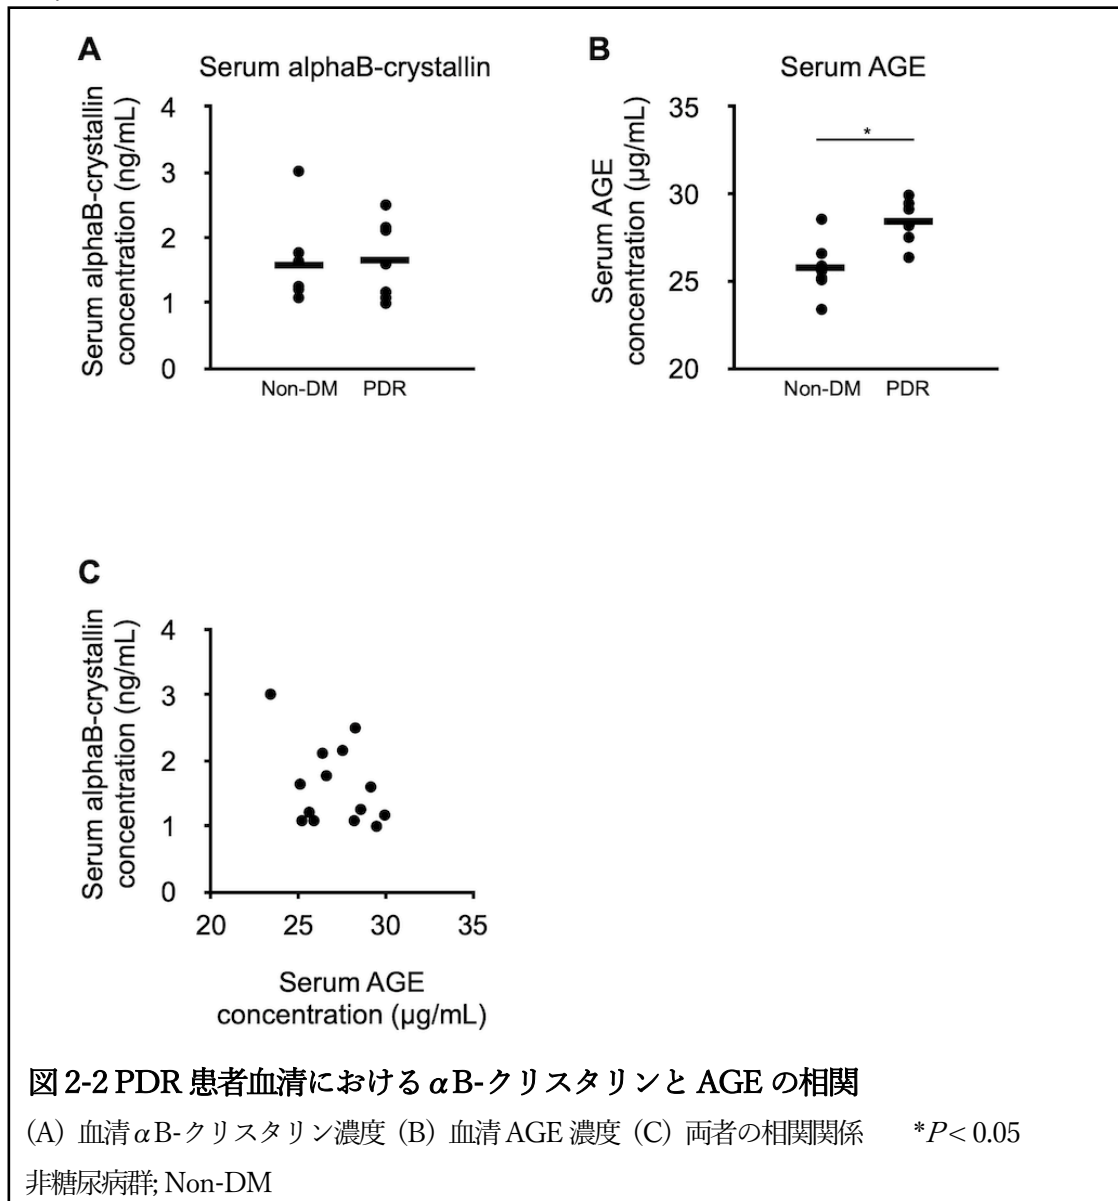 A
Serum alphaB-crystallin
Serum alphaB-crystallin
concentration (ng/mL)
4
3
2
1
0
Non-DM PDR
B
Serum AGE
Serum AGE
concentration (μg/mL)
35
30
25
20
*
Non-DM PDR
C
Serum alphaB-crystallin
concentration (ng/mL)
4
3
2
1
0
20 25 30 35
Serum AGE
concentration (μg/mL)
図 2-2 PDR 患者血清におけるαB-クリスタリンと AGE の相関
(A) 血清αB-クリスタリン濃度 (B) 血清 AGE 濃度 (C) 両者の相関関係 *P < 0.05
非糖尿病群; Non-DM